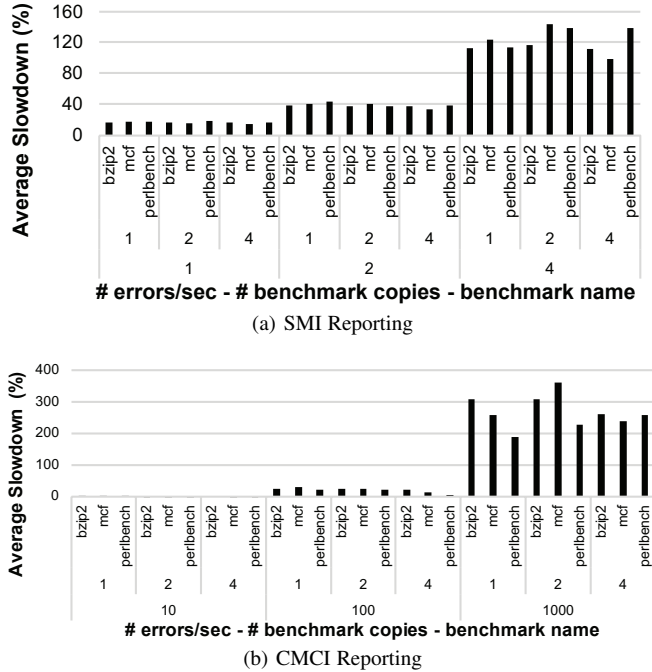 Average Slowdown (%)
160
120
80
40
0
bzip2 mcf perlbench bzip2 mcf perlbench bzip2 mcf perlbench bzip2 mcf perlbench bzip2 mcf perlbench bzip2 mcf perlbench bzip2 mcf perlbench bzip2 mcf perlbench bzip2 mcf perlbench
1 2 4 1 2 4 1 2 4
1 2 4
# errors/sec - # benchmark copies - benchmark name
(a) SMI Reporting
Average Slowdown (%)
400
300
200
100
0
bzip2 mcf perlbench bzip2 mcf perlbench bzip2 mcf perlbench bzip2 mcf perlbench bzip2 mcf perlbench bzip2 mcf perlbench bzip2 mcf perlbench bzip2 mcf perlbench bzip2 mcf perlbench
1 2 4 1 2 4 1 2 4
10 100 1000
# errors/sec - # benchmark copies - benchmark name
(b) CMCI Reporting